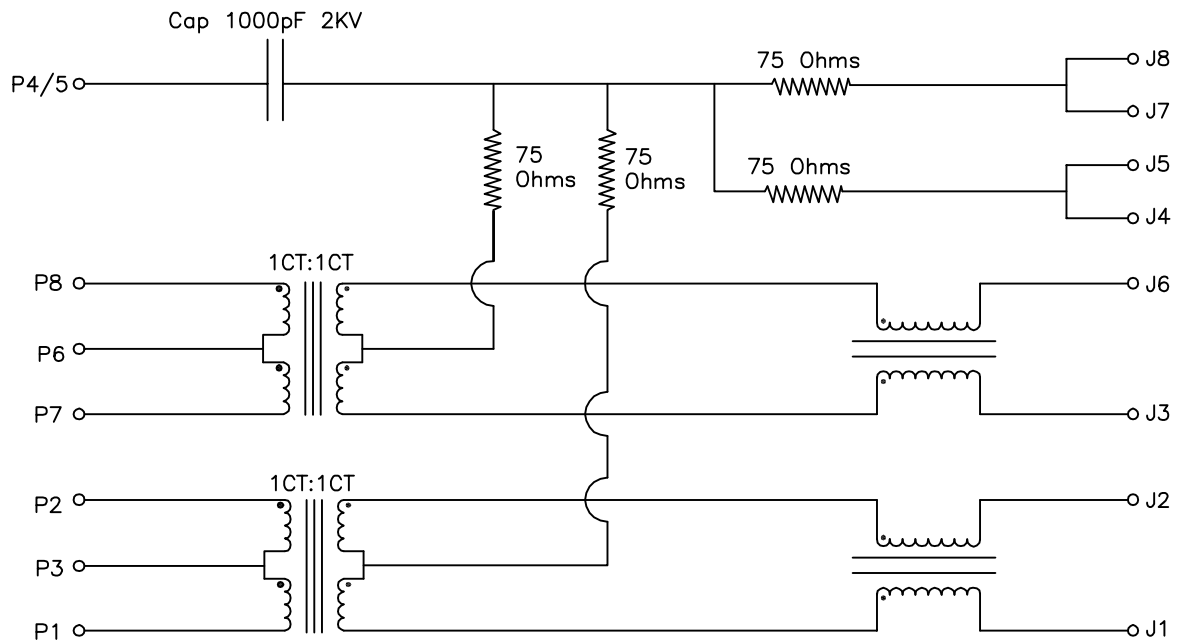 Cap 1000pF 2KV
P4/5
75 Ohms
J8
J7
75
Ohms
75
Ohms
75 Ohms
J5
J4
1CT:1CT
P8
P6
P7
J6
J3
1CT:1CT
P2
P3
P1
J2
J1